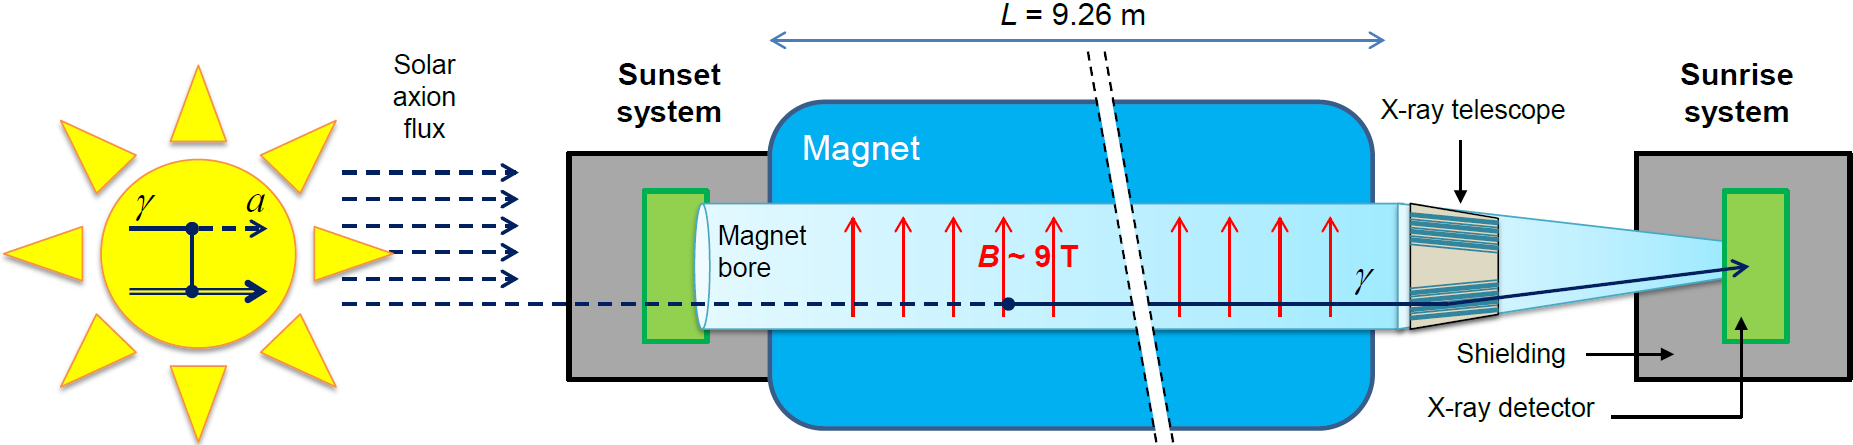 L = 9.26 m
Solar
axion
flux
Sunset
system
Sunrise
system
X-ray telescope
Magnet
γ
a
Magnet
bore
B ~ 9 T
γ
Shielding
X-ray detector